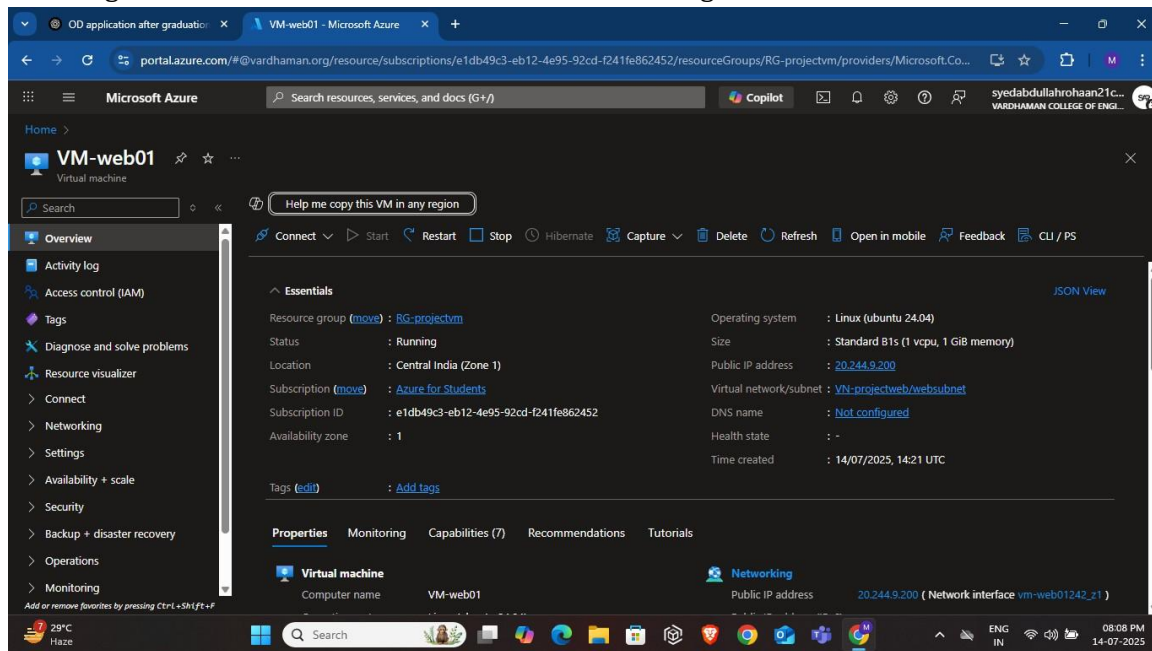 OD application after graduation
VM-web01 - Microsoft Azure
portal.azure.com/#@vardhaman.org/resource/subscriptions/e1db49c3-eb12-4e95-92cd-f241fe862452/resourceGroups/RG-projectvm/providers/Microsoft.Co...
M
Microsoft Azure
Search resources, services, and docs (G+/)
Copilot
syedabdullahrohaan21c...
VARDHAMAN COLLEGE OF ENGI...
Home >
VM-web01
Virtual machine
Search
Help me copy this VM in any region
Connect
Start
Restart
Stop
Hibernate
Capture
Delete
Refresh
Open in mobile
Feedback
CLI / PS
Overview
Activity log
Access control (IAM)
Tags
Diagnose and solve problems
Resource visualizer
Connect
Networking
Settings
Availability + scale
Security
Backup + disaster recovery
Operations
Monitoring
Add or remove favorites by pressing Ctrl+Shift+F
Essentials
JSON View
Resource group (move) : RG-projectvm
Status : Running
Location : Central India (Zone 1)
Subscription (move) : Azure for Students
Subscription ID : e1db49c3-eb12-4e95-92cd-f241fe862452
Availability zone : 1
Operating system : Linux (ubuntu 24.04)
Size : Standard B1s (1 vcpu, 1 GiB memory)
Public IP address : 20.244.9.200
Virtual network/subnet : VN-projectweb/websubnet
DNS name : Not configured
Health state : -
Time created : 14/07/2025, 14:21 UTC
Tags (edit) : Add tags
Properties
Monitoring
Capabilities (7)
Recommendations
Tutorials
Virtual machine
Computer name VM-web01
Networking
Public IP address 20.244.9.200 ( Network interface vm-web01242_z1 )
7
29°C
Haze
Search
M
ENG
IN
08:08 PM
14-07-2025